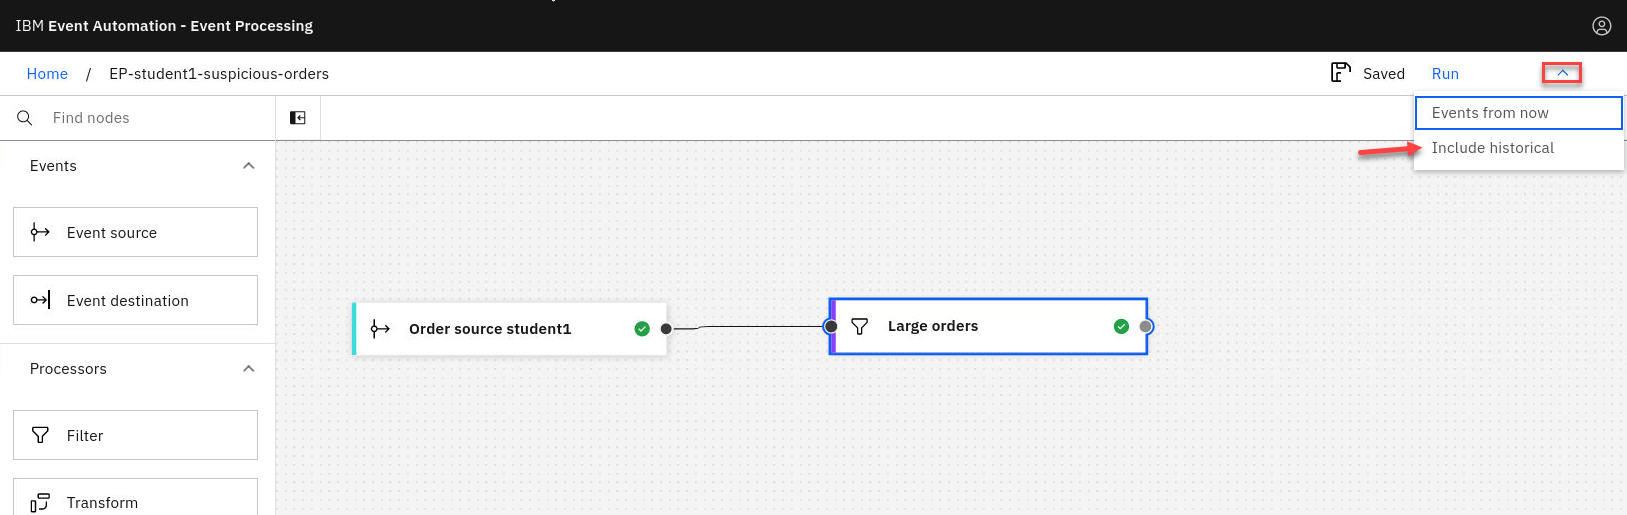 IBM Event Automation - Event Processing
Home / EP-student1-suspicious-orders
Saved
Run
Events from now
Include historical
Find nodes
Events
Event source
Event destination
Processors
Filter
Transform
Order source student1
Large orders